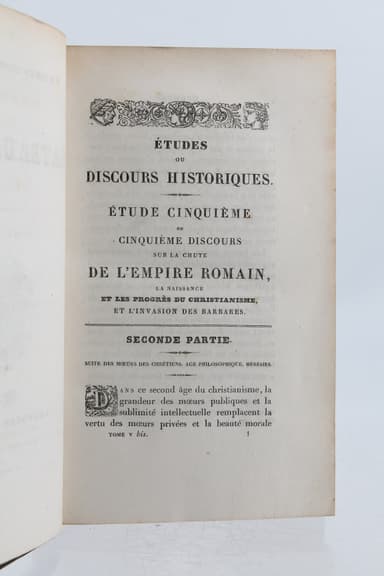 ÉTUDES
OU
DISCOURS HISTORIQUES.
ÉTUDE CINQUIÈME
OU
CINQUIÈME DISCOURS
SUR LA CHUTE
DE L'EMPIRE ROMAIN,
LA NAISSANCE
ET LES PROGRÈS DU CHRISTIANISME,
ET L'INVASION DES BARBARES.
SECONDE PARTIE.
SUITE DES MŒURS DES CHRÉTIENS. AGE PHILOSOPHIQUE. HÉRÉSIES.
DANS ce second âge du christianisme, la
grandeur des mœurs publiques et la
sublimité intellectuelle remplacent la
vertu des mœurs privées et la beauté morale
TOME V bis. 1